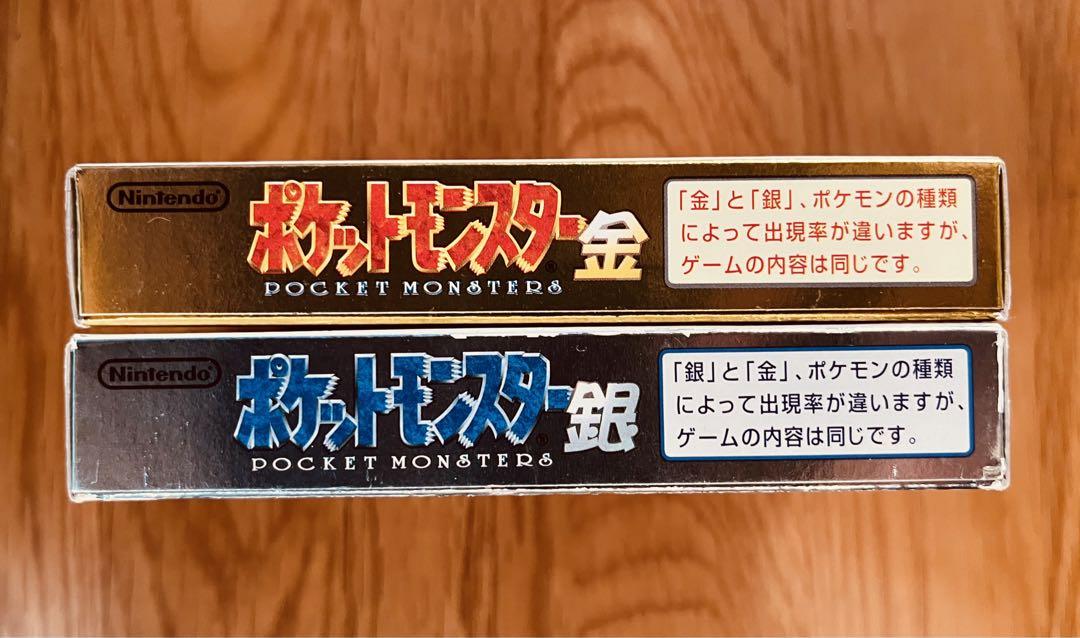 Nintendo
ポケットモンスター金
POCKET MONSTERS
「金」と「銀」、ポケモンの種類
によって出現率が違いますが、
ゲームの内容は同じです。
Nintendo
ポケットモンスター銀
POCKET MONSTERS
「銀」と「金」、ポケモンの種類
によって出現率が違いますが、
ゲームの内容は同じです。